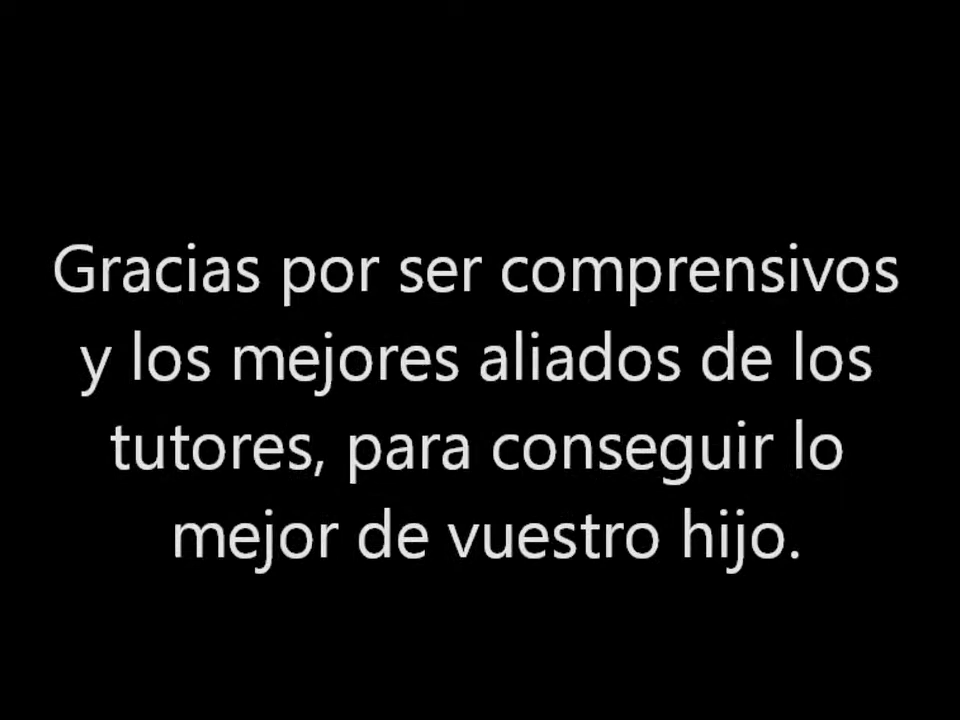 Gracias por ser comprensivos
y los mejores aliados de los
tutores, para conseguir lo
mejor de vuestro hijo.